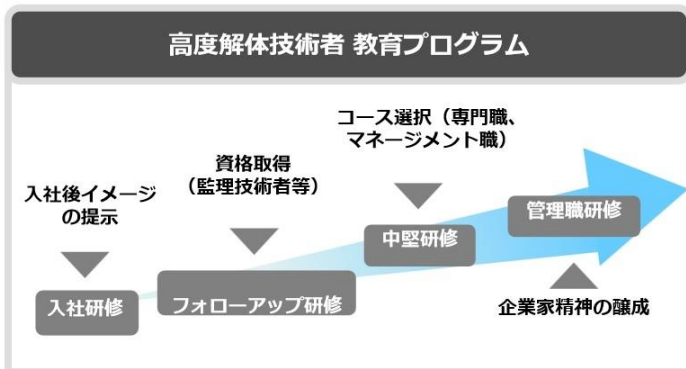 高度解体技術者 教育プログラム
コース選択（専門職、
マネージメント職）
資格取得
（監理技術者等）
入社後イメージ
の提示
管理職研修
中堅研修
フォローアップ研修
入社研修
企業家精神の醸成